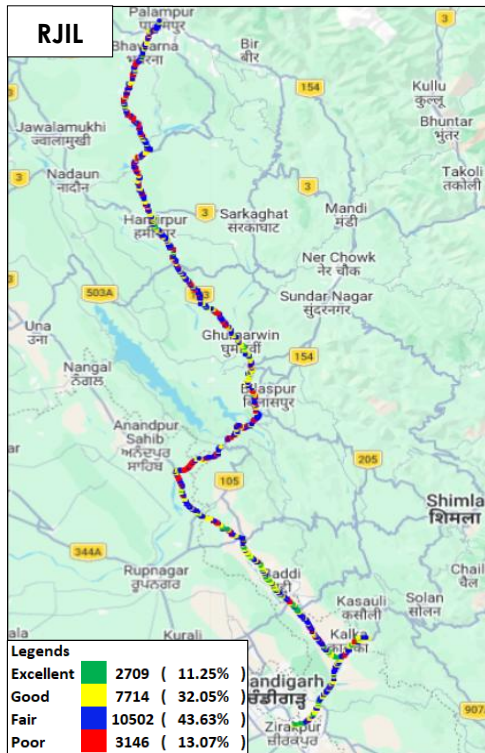 RJIL
Palampur
पालमपुर
Bhawarna
भवारना
Bir
बीर
154
Kullu
कुल्लू
Bhuntar
भुंतर
Jawalamukhi
ज्वालामुखी
3
Nadaun
नादौन
Takoli
तकोली
3
Hamirpur
हमीरपुर
3
Sarkaghat
सरकाघाट
Mandi
मंडी
Ner Chowk
नेर चौक
3
503A
Sundar Nagar
सुंदरनगर
Una
ऊना
Ghumarwin
154
Nangal
ਨੰਗਲ
Bilaspur
बिलासपुर
Anandpur
Sahib
ਅਨੰਦਪੁਰ
ਸਾਹਿਬ
205
105
Shimla
शिमला
344A
Rupnagar
ਰੂਪਨਗਰ
Baddi
Chail
चैल
Kasauli
कसौली
Solan
सोलन
Kurali
Kalka
कालका
Legends
Excellent 2709 ( 11.25% )
Good 7714 ( 32.05% )
Fair 10502 ( 43.63% )
Poor 3146 ( 13.07% )
andigarh
ਚੰਡੀਗੜ੍ਹ
907
Zirakpur
ਜ਼ੀਰਕਪੁਰ